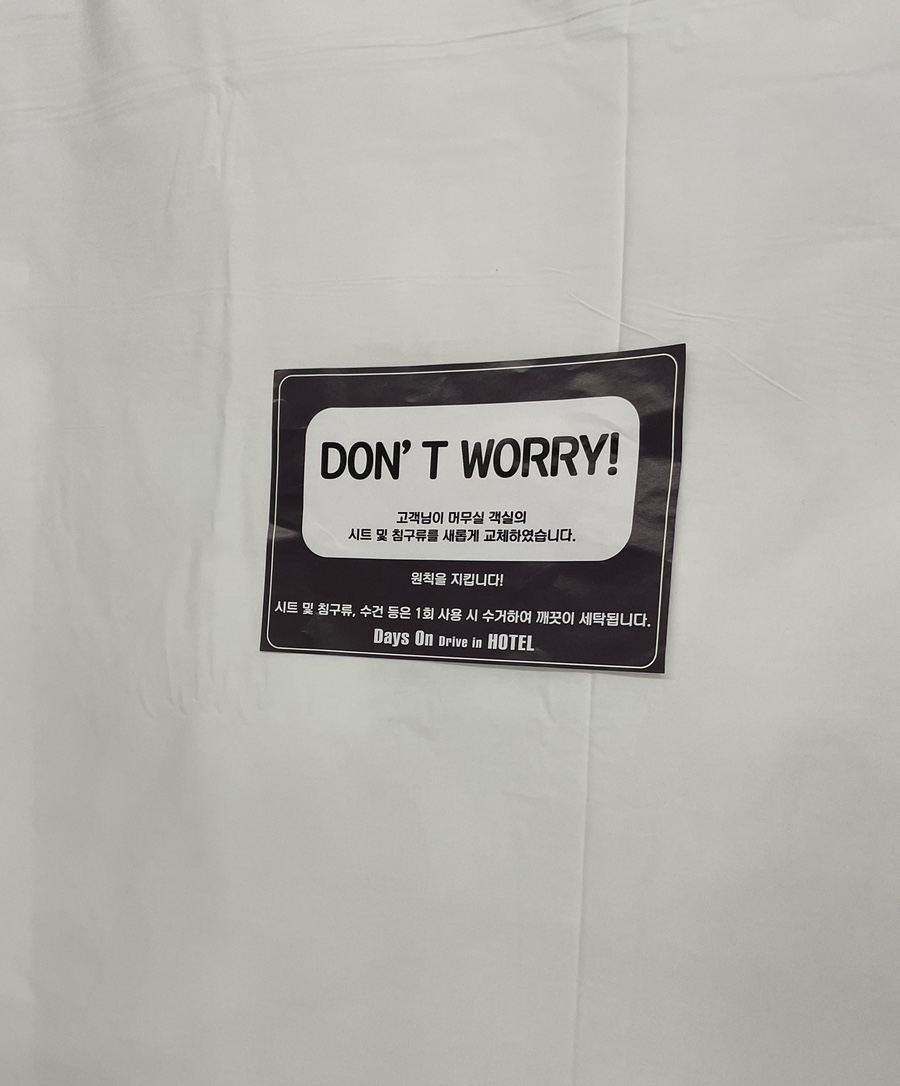 DON' T WORRY!
고객님이 머무실 객실의
시트 및 침구류를 새롭게 교체하였습니다.
원칙을 지킵니다!
시트 및 침구류, 수건 등은 1회 사용 시 수거하여 깨끗이 세탁됩니다.
Days On Drive in HOTEL